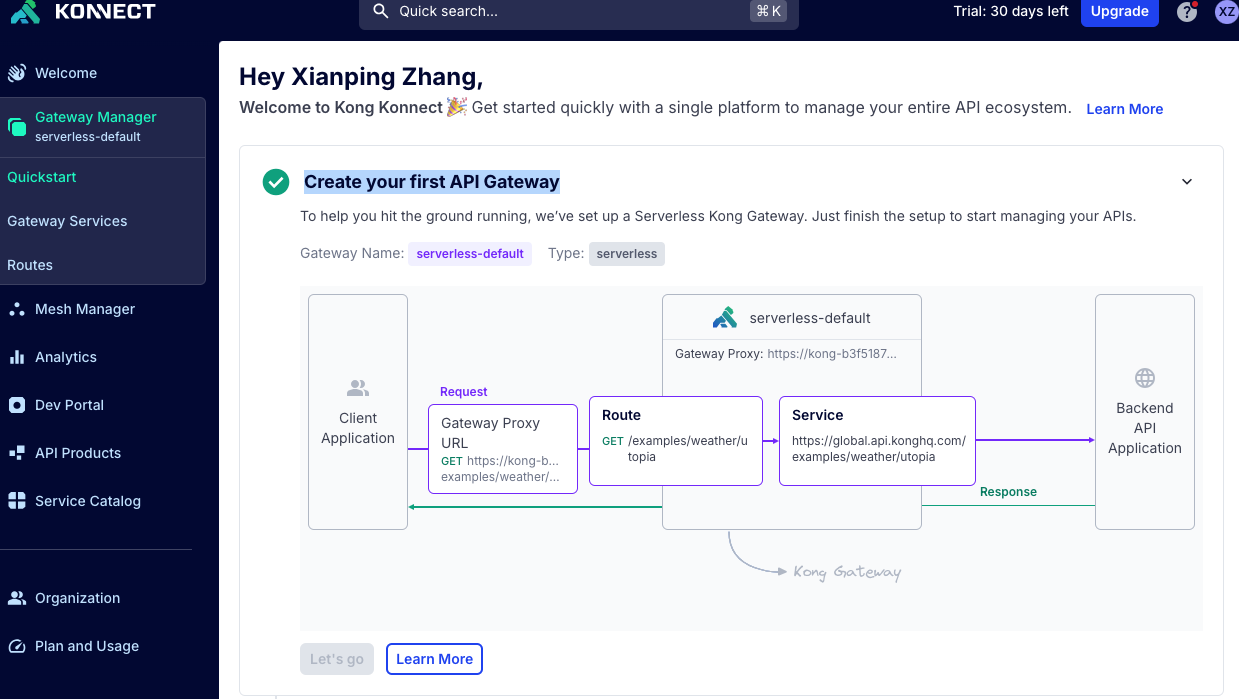 KONNECT
Quick search...
⌘ K
Trial: 30 days left
Upgrade
?
XZ
Welcome
Gateway Manager
serverless-default
Quickstart
Gateway Services
Routes
Mesh Manager
Analytics
Dev Portal
API Products
Service Catalog
Organization
Plan and Usage
Hey Xianping Zhang,
Welcome to Kong Konnect 🎉 Get started quickly with a single platform to manage your entire API ecosystem. Learn More
Create your first API Gateway
To help you hit the ground running, we’ve set up a Serverless Kong Gateway. Just finish the setup to start managing your APIs.
Gateway Name: serverless-default Type: serverless
Client
Application
Request
Gateway Proxy
URL
GET https://kong-b...
examples/weather/...
serverless-default
Gateway Proxy: https://kong-b3f5187...
Route
GET /examples/weather/u
topia
Service
https://global.api.konghq.com/
examples/weather/utopia
Backend
API
Application
Response
Kong Gateway
Let's go
Learn More